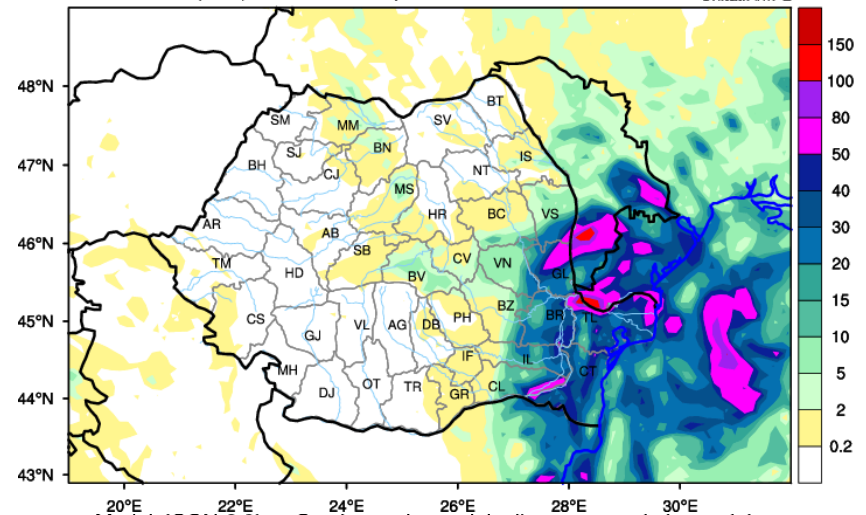 48°N
47°N
46°N
45°N
44°N
43°N
20°E
22°E
24°E
26°E
28°E
30°E
150
100
80
50
40
30
20
15
10
5
2
0.2
BT
SM
MM
SV
SJ
BN
IS
BH
CJ
NT
MS
HR
BC
VS
AR
AB
SB
CV
VN
TM
HD
BV
GL
CS
GJ
VL
AG
DB
PH
BZ
BR
TL
IF
IL
MH
DJ
OT
TR
GR
CL
CT